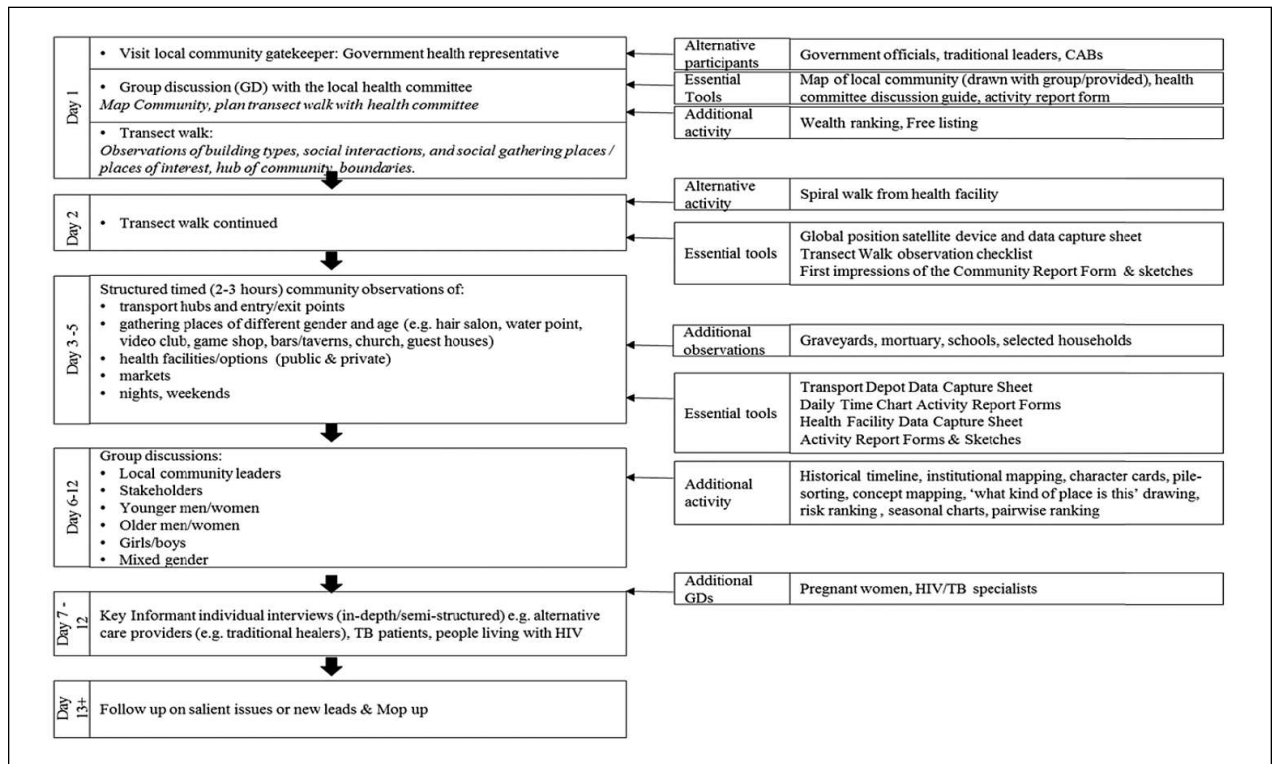 Day 1
• Visit local community gatekeeper: Government health representative
• Group discussion (GD) with the local health committee
Map Community, plan transect walk with health committee
• Transect walk:
Observations of building types, social interactions, and social gathering places /
places of interest, hub of community, boundaries.
Alternative
participants
Government officials, traditional leaders, CABs
Essential
Tools
Map of local community (drawn with group/provided), health
committee discussion guide, activity report form
Additional
activity
Wealth ranking, Free listing
Day 2
• Transect walk continued
Alternative
activity
Spiral walk from health facility
Essential tools
Global position satellite device and data capture sheet
Transect Walk observation checklist
First impressions of the Community Report Form & sketches
Day 3 -5
Structured timed (2-3 hours) community observations of:
• transport hubs and entry/exit points
• gathering places of different gender and age (e.g. hair salon, water point,
video club, game shop, bars/taverns, church, guest houses)
• health facilities/options (public & private)
• markets
• nights, weekends
Additional
observations
Graveyards, mortuary, schools, selected households
Essential tools
Transport Depot Data Capture Sheet
Daily Time Chart Activity Report Forms
Health Facility Data Capture Sheet
Activity Report Forms & Sketches
Day 6-12
Group discussions:
• Local community leaders
• Stakeholders
• Younger men/women
• Older men/women
• Girls/boys
• Mixed gender
Additional
activity
Historical timeline, institutional mapping, character cards, pile-
sorting, concept mapping, ‘what kind of place is this’ drawing,
risk ranking , seasonal charts, pairwise ranking
Additional
GDs
Pregnant women, HIV/TB specialists
Day 7 -
12
Key Informant individual interviews (in-depth/semi-structured) e.g. alternative
care providers (e.g. traditional healers), TB patients, people living with HIV
Day
13+
Follow up on salient issues or new leads & Mop up